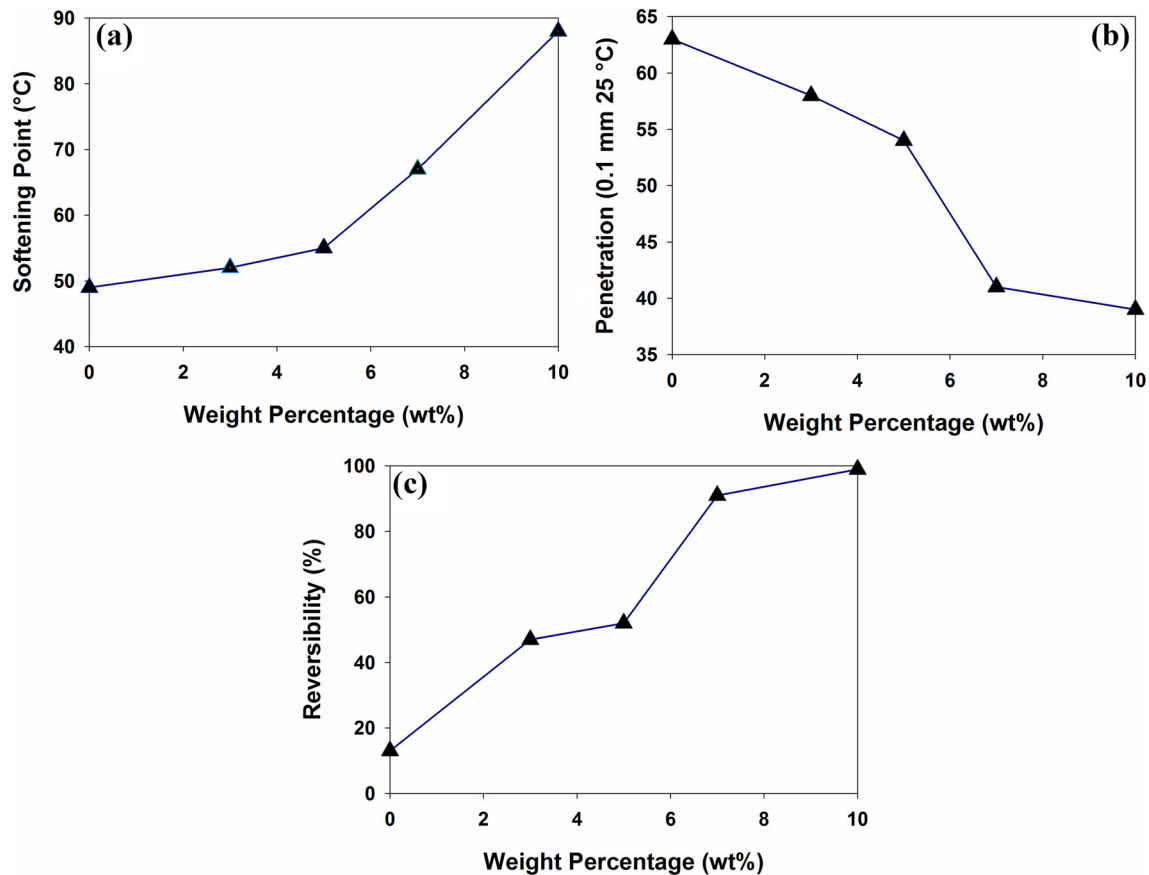 (a)
Softening Point (°C)
90
80
70
60
50
40
0 2 4 6 8 10
Weight Percentage (wt%)
(b)
Penetration (0.1 mm 25 °C)
65
60
55
50
45
40
35
0 2 4 6 8 10
Weight Percentage (wt%)
(c)
Reversibility (%)
100
80
60
40
20
0
0 2 4 6 8 10
Weight Percentage (wt%)